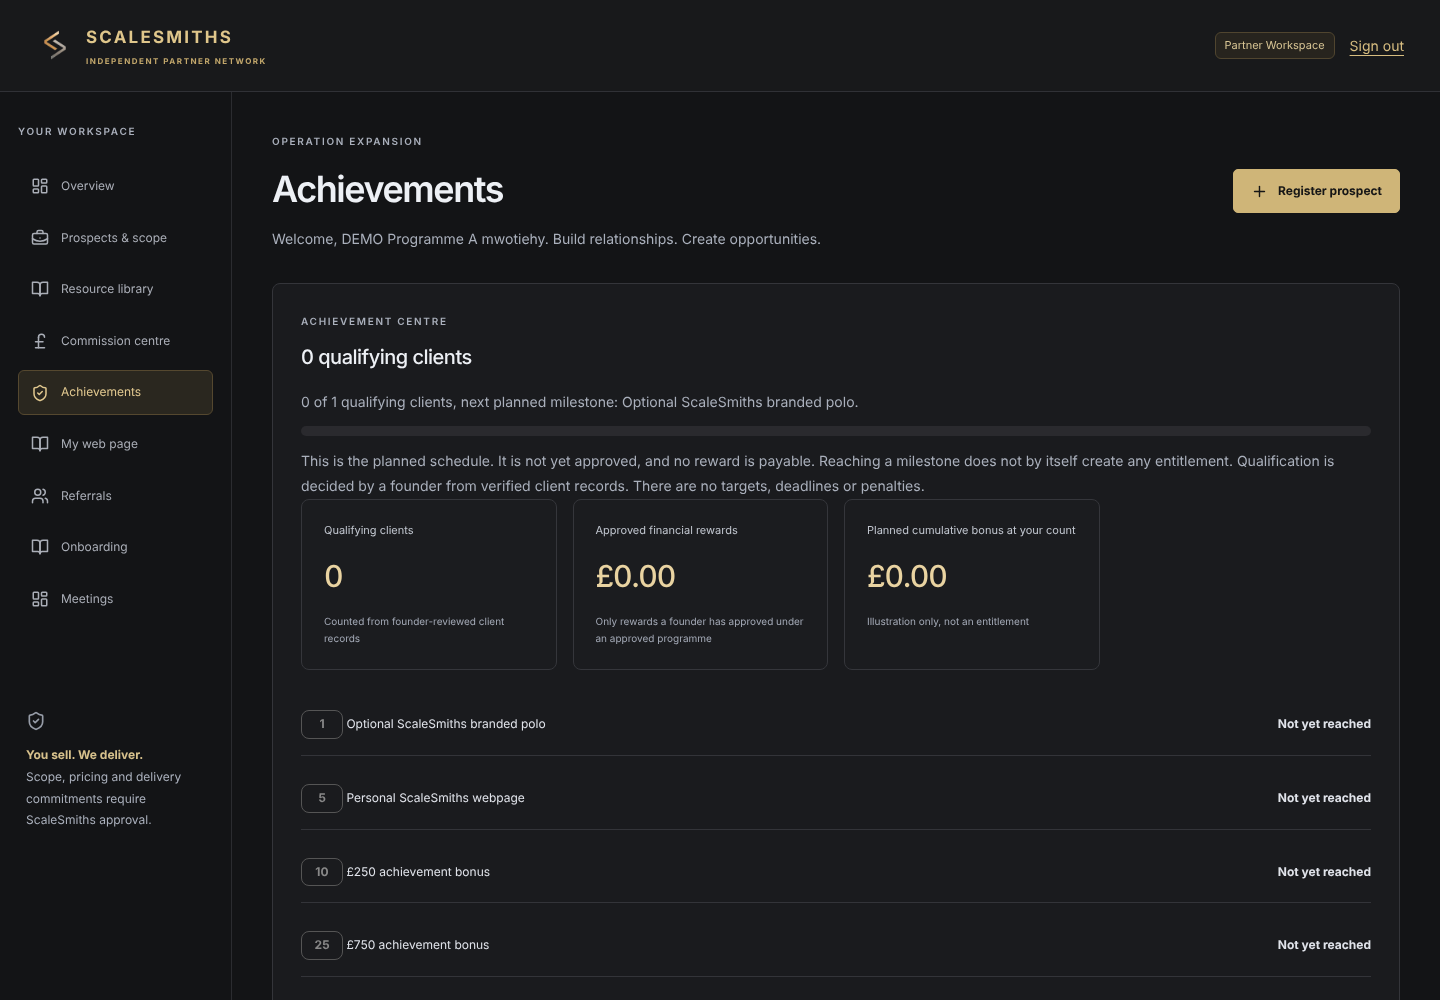 SCALESMITHS
INDEPENDENT PARTNER NETWORK
Partner Workspace
Sign out
YOUR WORKSPACE
Overview
Prospects & scope
Resource library
Commission centre
Achievements
My web page
Referrals
Onboarding
Meetings
You sell. We deliver.
Scope, pricing and delivery
commitments require
ScaleSmiths approval.
OPERATION EXPANSION
Achievements
Register prospect
Welcome, DEMO Programme A mwotiehy. Build relationships. Create opportunities.
ACHIEVEMENT CENTRE
0 qualifying clients
0 of 1 qualifying clients, next planned milestone: Optional ScaleSmiths branded polo.
This is the planned schedule. It is not yet approved, and no reward is payable. Reaching a milestone does not by itself create any entitlement. Qualification is
decided by a founder from verified client records. There are no targets, deadlines or penalties.
Qualifying clients
0
Counted from founder-reviewed client
records
Approved financial rewards
£0.00
Only rewards a founder has approved under
an approved programme
Planned cumulative bonus at your count
£0.00
Illustration only, not an entitlement
1 Optional ScaleSmiths branded polo Not yet reached
5 Personal ScaleSmiths webpage Not yet reached
10 £250 achievement bonus Not yet reached
25 £750 achievement bonus Not yet reached